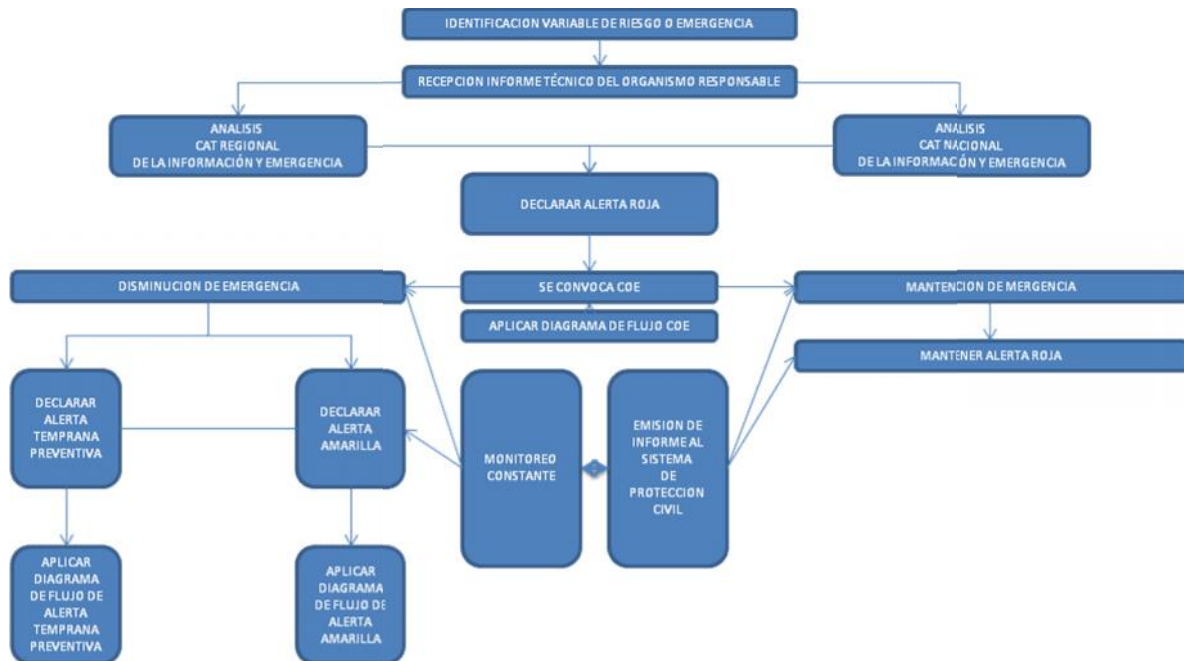 IDENTIFICACION VARIABLE DE RIESGO O EMERGENCIA
RECEPCION INFORME TÉCNICO DEL ORGANISMO RESPONSABLE
ANALISIS
CAT REGIONAL
DE LA INFORMACIÓN Y EMERGENCIA
ANALISIS
CAT NACIONAL
DE LA INFORMACIÓN Y EMERGENCIA
DECLARAR ALERTA ROJA
DISMINUCION DE EMERGENCIA
SE CONVOCA COE
MANTENCION DE MERGENCIA
APLICAR DIAGRAMA DE FLUJO COE
MANTENER ALERTA ROJA
DECLARAR
ALERTA
TEMPRANA
PREVENTIVA
DECLARAR
ALERTA
AMARILLA
MONITOREO
CONSTANTE
EMISION DE
INFORME AL
SISTEMA
DE
PROTECCION
CIVIL
APLICAR
DIAGRAMA
DE FLUJO DE
ALERTA
TEMPRANA
PREVENTIVA
APLICAR
DIAGRAMA
DE FLUJO DE
ALERTA
AMARILLA